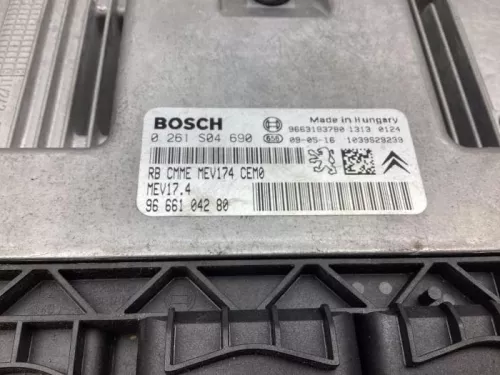 BOSCH
0 261 S04 690
Made in Hungary
9663193780 1313 0124
09-05-16 1039S29239
RB CMME MEV174 CEM0
MEV17.4
96 661 042 80